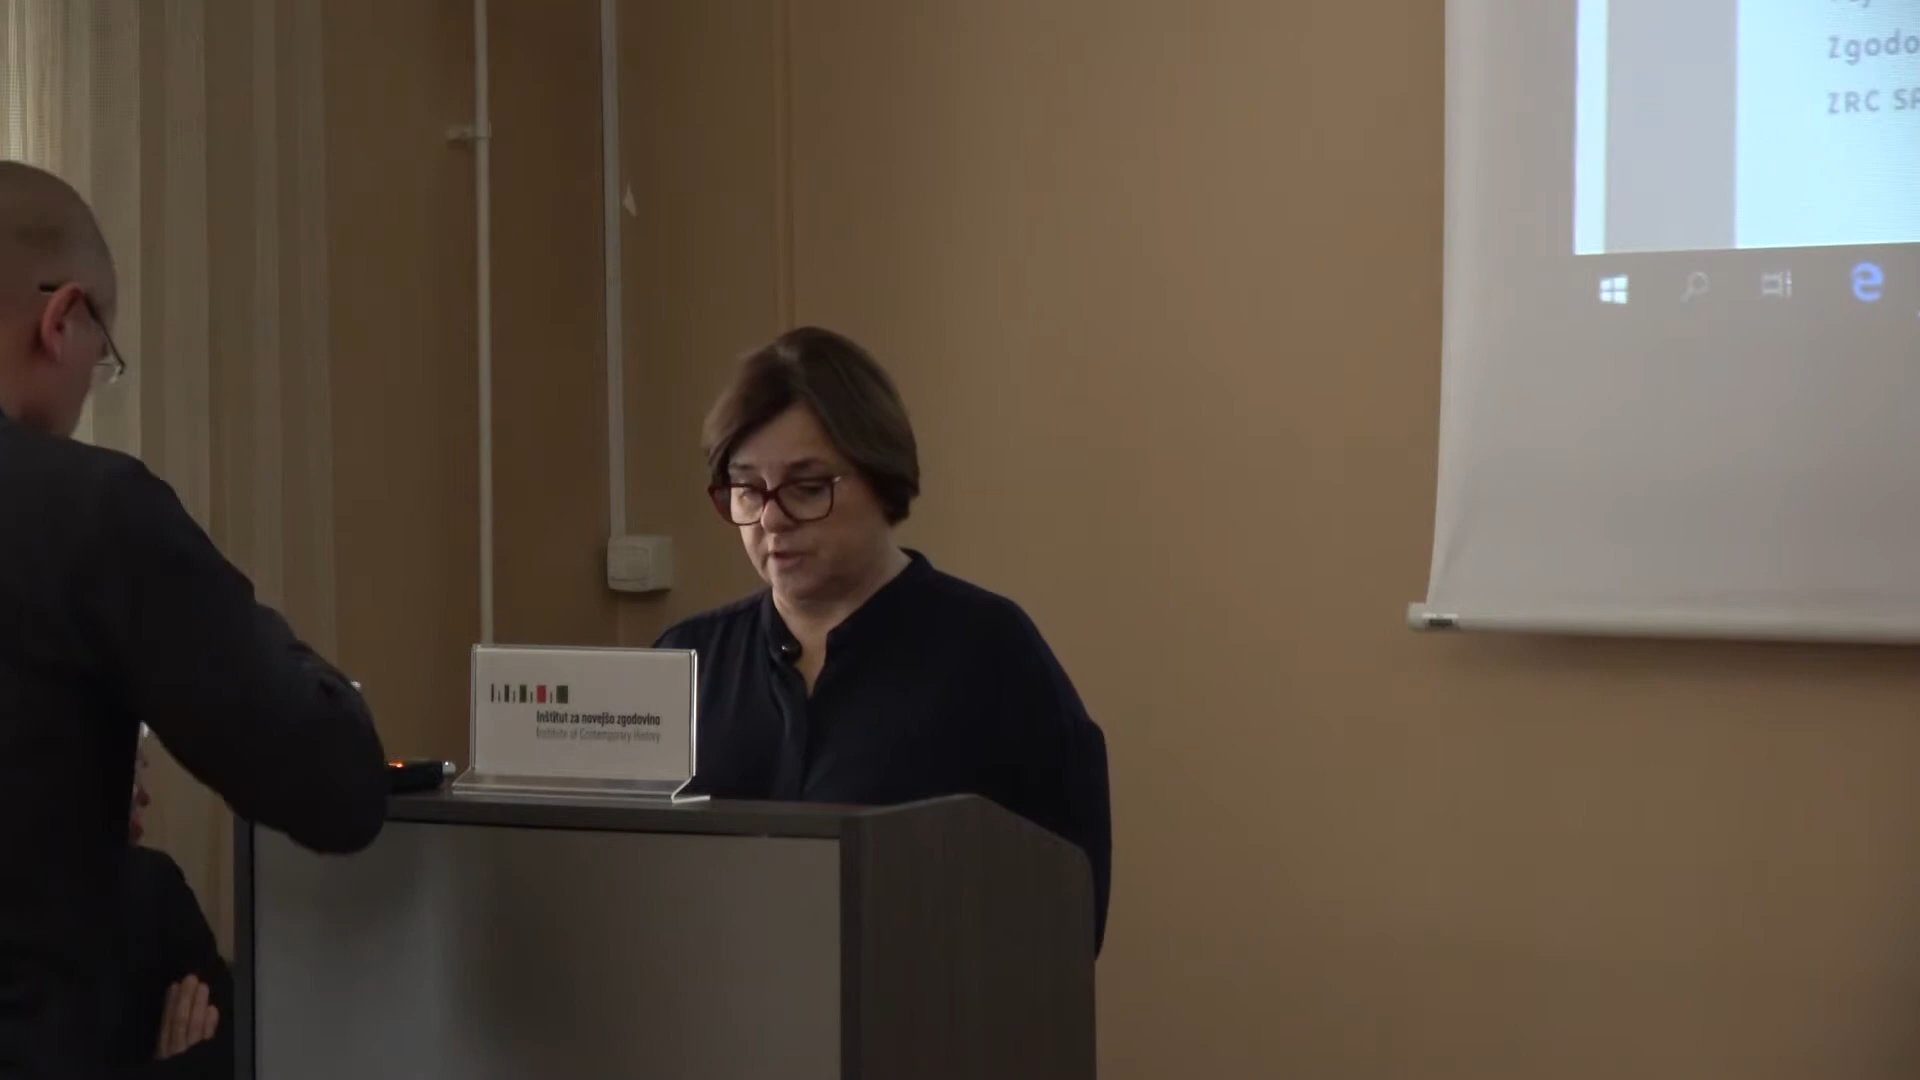 Zgodo
ZRC SA
Inštitut za novejšo zgodovino
Institute of Contemporary History